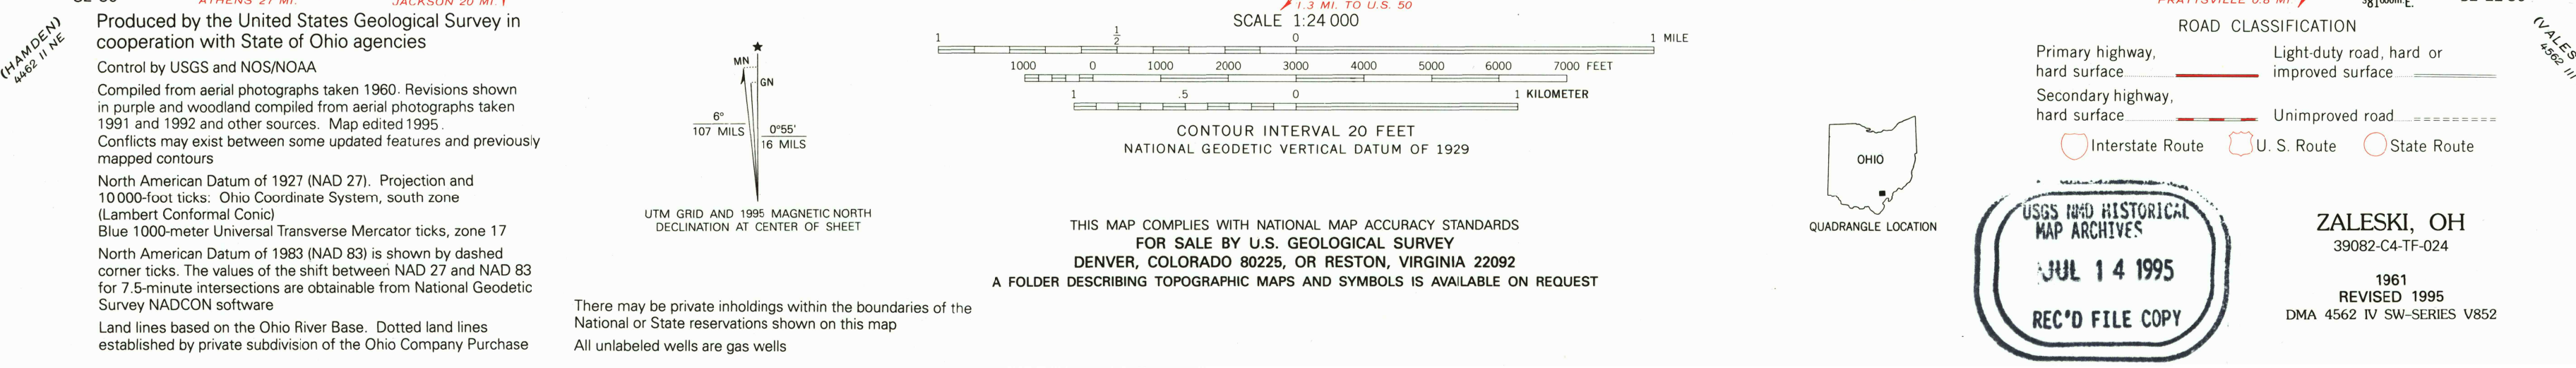 ATHENS 27 MI.
JACKSON 20 MI.
1.3 MI. TO U.S. 50
(HAMDEN)
4462 II NE
Produced by the United States Geological Survey in
cooperation with State of Ohio agencies
Control by USGS and NOS/NOAA
Compiled from aerial photographs taken 1960. Revisions shown
in purple and woodland compiled from aerial photographs taken
1991 and 1992 and other sources. Map edited 1995.
Conflicts may exist between some updated features and previously
mapped contours
North American Datum of 1927 (NAD 27). Projection and
10 000-foot ticks: Ohio Coordinate System, south zone
(Lambert Conformal Conic)
Blue 1000-meter Universal Transverse Mercator ticks, zone 17
North American Datum of 1983 (NAD 83) is shown by dashed
corner ticks. The values of the shift between NAD 27 and NAD 83
for 7.5-minute intersections are obtainable from National Geodetic
Survey NADCON software
Land lines based on the Ohio River Base. Dotted land lines
established by private subdivision of the Ohio Company Purchase
MN
GN
6°
107 MILS
0°55'
16 MILS
UTM GRID AND 1995 MAGNETIC NORTH
DECLINATION AT CENTER OF SHEET
There may be private inholdings within the boundaries of the
National or State reservations shown on this map
All unlabeled wells are gas wells
SCALE 1:24 000
1 1/2 0 1 MILE
1000 0 1000 2000 3000 4000 5000 6000 7000 FEET
1 .5 0 1 KILOMETER
CONTOUR INTERVAL 20 FEET
NATIONAL GEODETIC VERTICAL DATUM OF 1929
THIS MAP COMPLIES WITH NATIONAL MAP ACCURACY STANDARDS
FOR SALE BY U.S. GEOLOGICAL SURVEY
DENVER, COLORADO 80225, OR RESTON, VIRGINIA 22092
A FOLDER DESCRIBING TOPOGRAPHIC MAPS AND SYMBOLS IS AVAILABLE ON REQUEST
OHIO
QUADRANGLE LOCATION
ROAD CLASSIFICATION
Primary highway,
hard surface
Light-duty road, hard or
improved surface
Secondary highway,
hard surface
Unimproved road
Interstate Route
U. S. Route
State Route
USGS NMD HISTORICAL
MAP ARCHIVES
JUL 14 1995
REC'D FILE COPY
ZALESKI, OH
39082-C4-TF-024
1961
REVISED 1995
DMA 4562 IV SW-SERIES V852